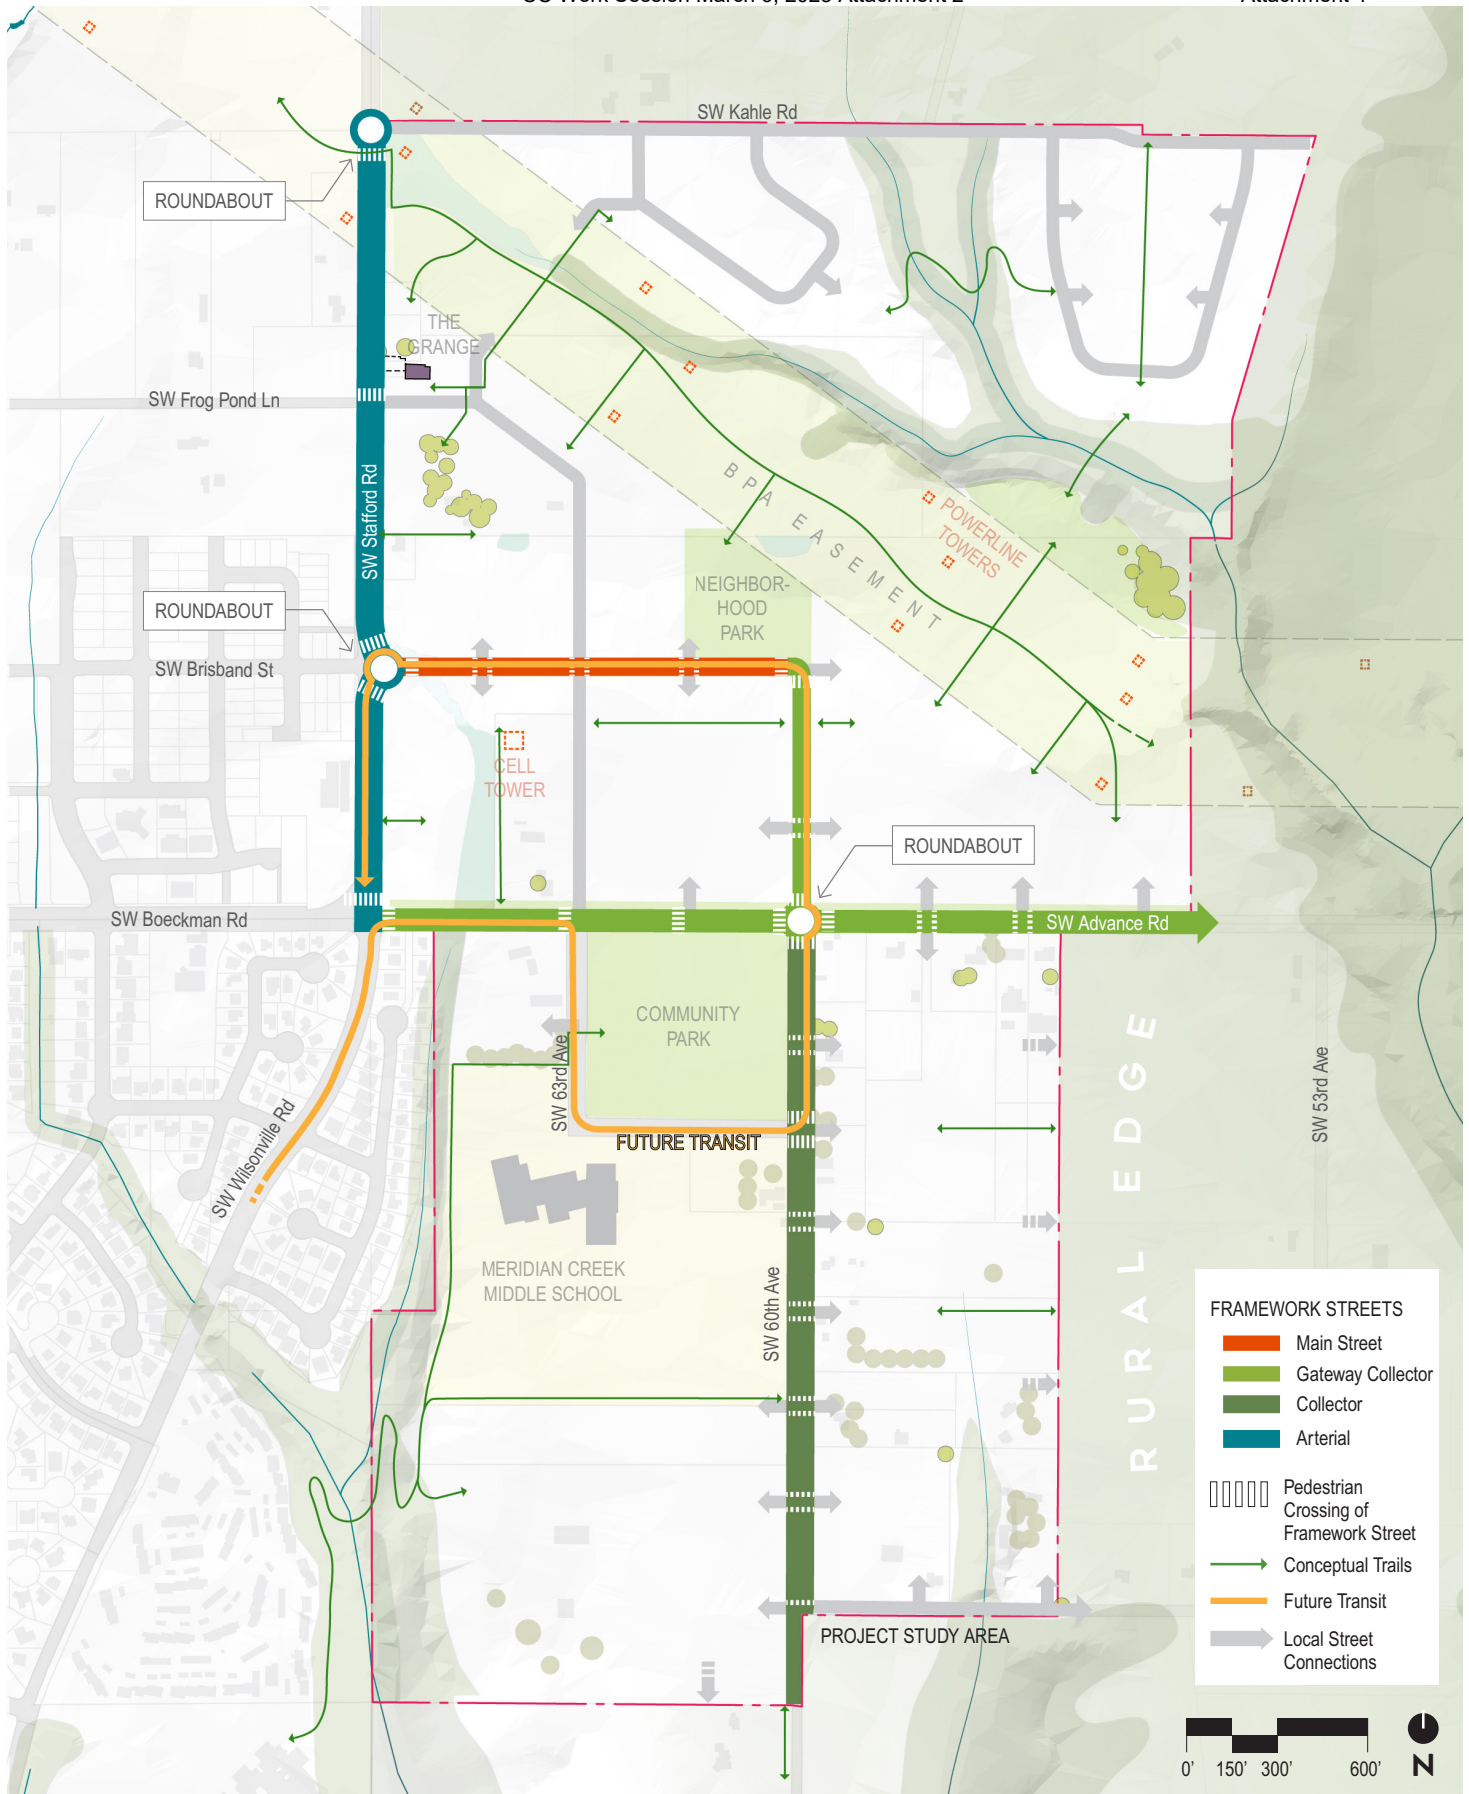 SW Kahle Rd
ROUNDABOUT
THE
GRANGE
SW Frog Pond Ln
SW Stafford Rd
BPA EASEMENT
POWERLINE
TOWERS
NEIGHBOR-
HOOD
PARK
ROUNDABOUT
SW Brisband St
CELL
TOWER
ROUNDABOUT
SW Boeckman Rd
SW Advance Rd
COMMUNITY
PARK
SW 63rd Ave
FUTURE TRANSIT
SW Wilsonville Rd
MERIDIAN CREEK
MIDDLE SCHOOL
SW 60th Ave
RURAL EDGE
SW 53rd Ave
PROJECT STUDY AREA
FRAMEWORK STREETS
Main Street
Gateway Collector
Collector
Arterial
Pedestrian
Crossing of
Framework Street
Conceptual Trails
Future Transit
Local Street
Connections
0' 150' 300' 600'
N